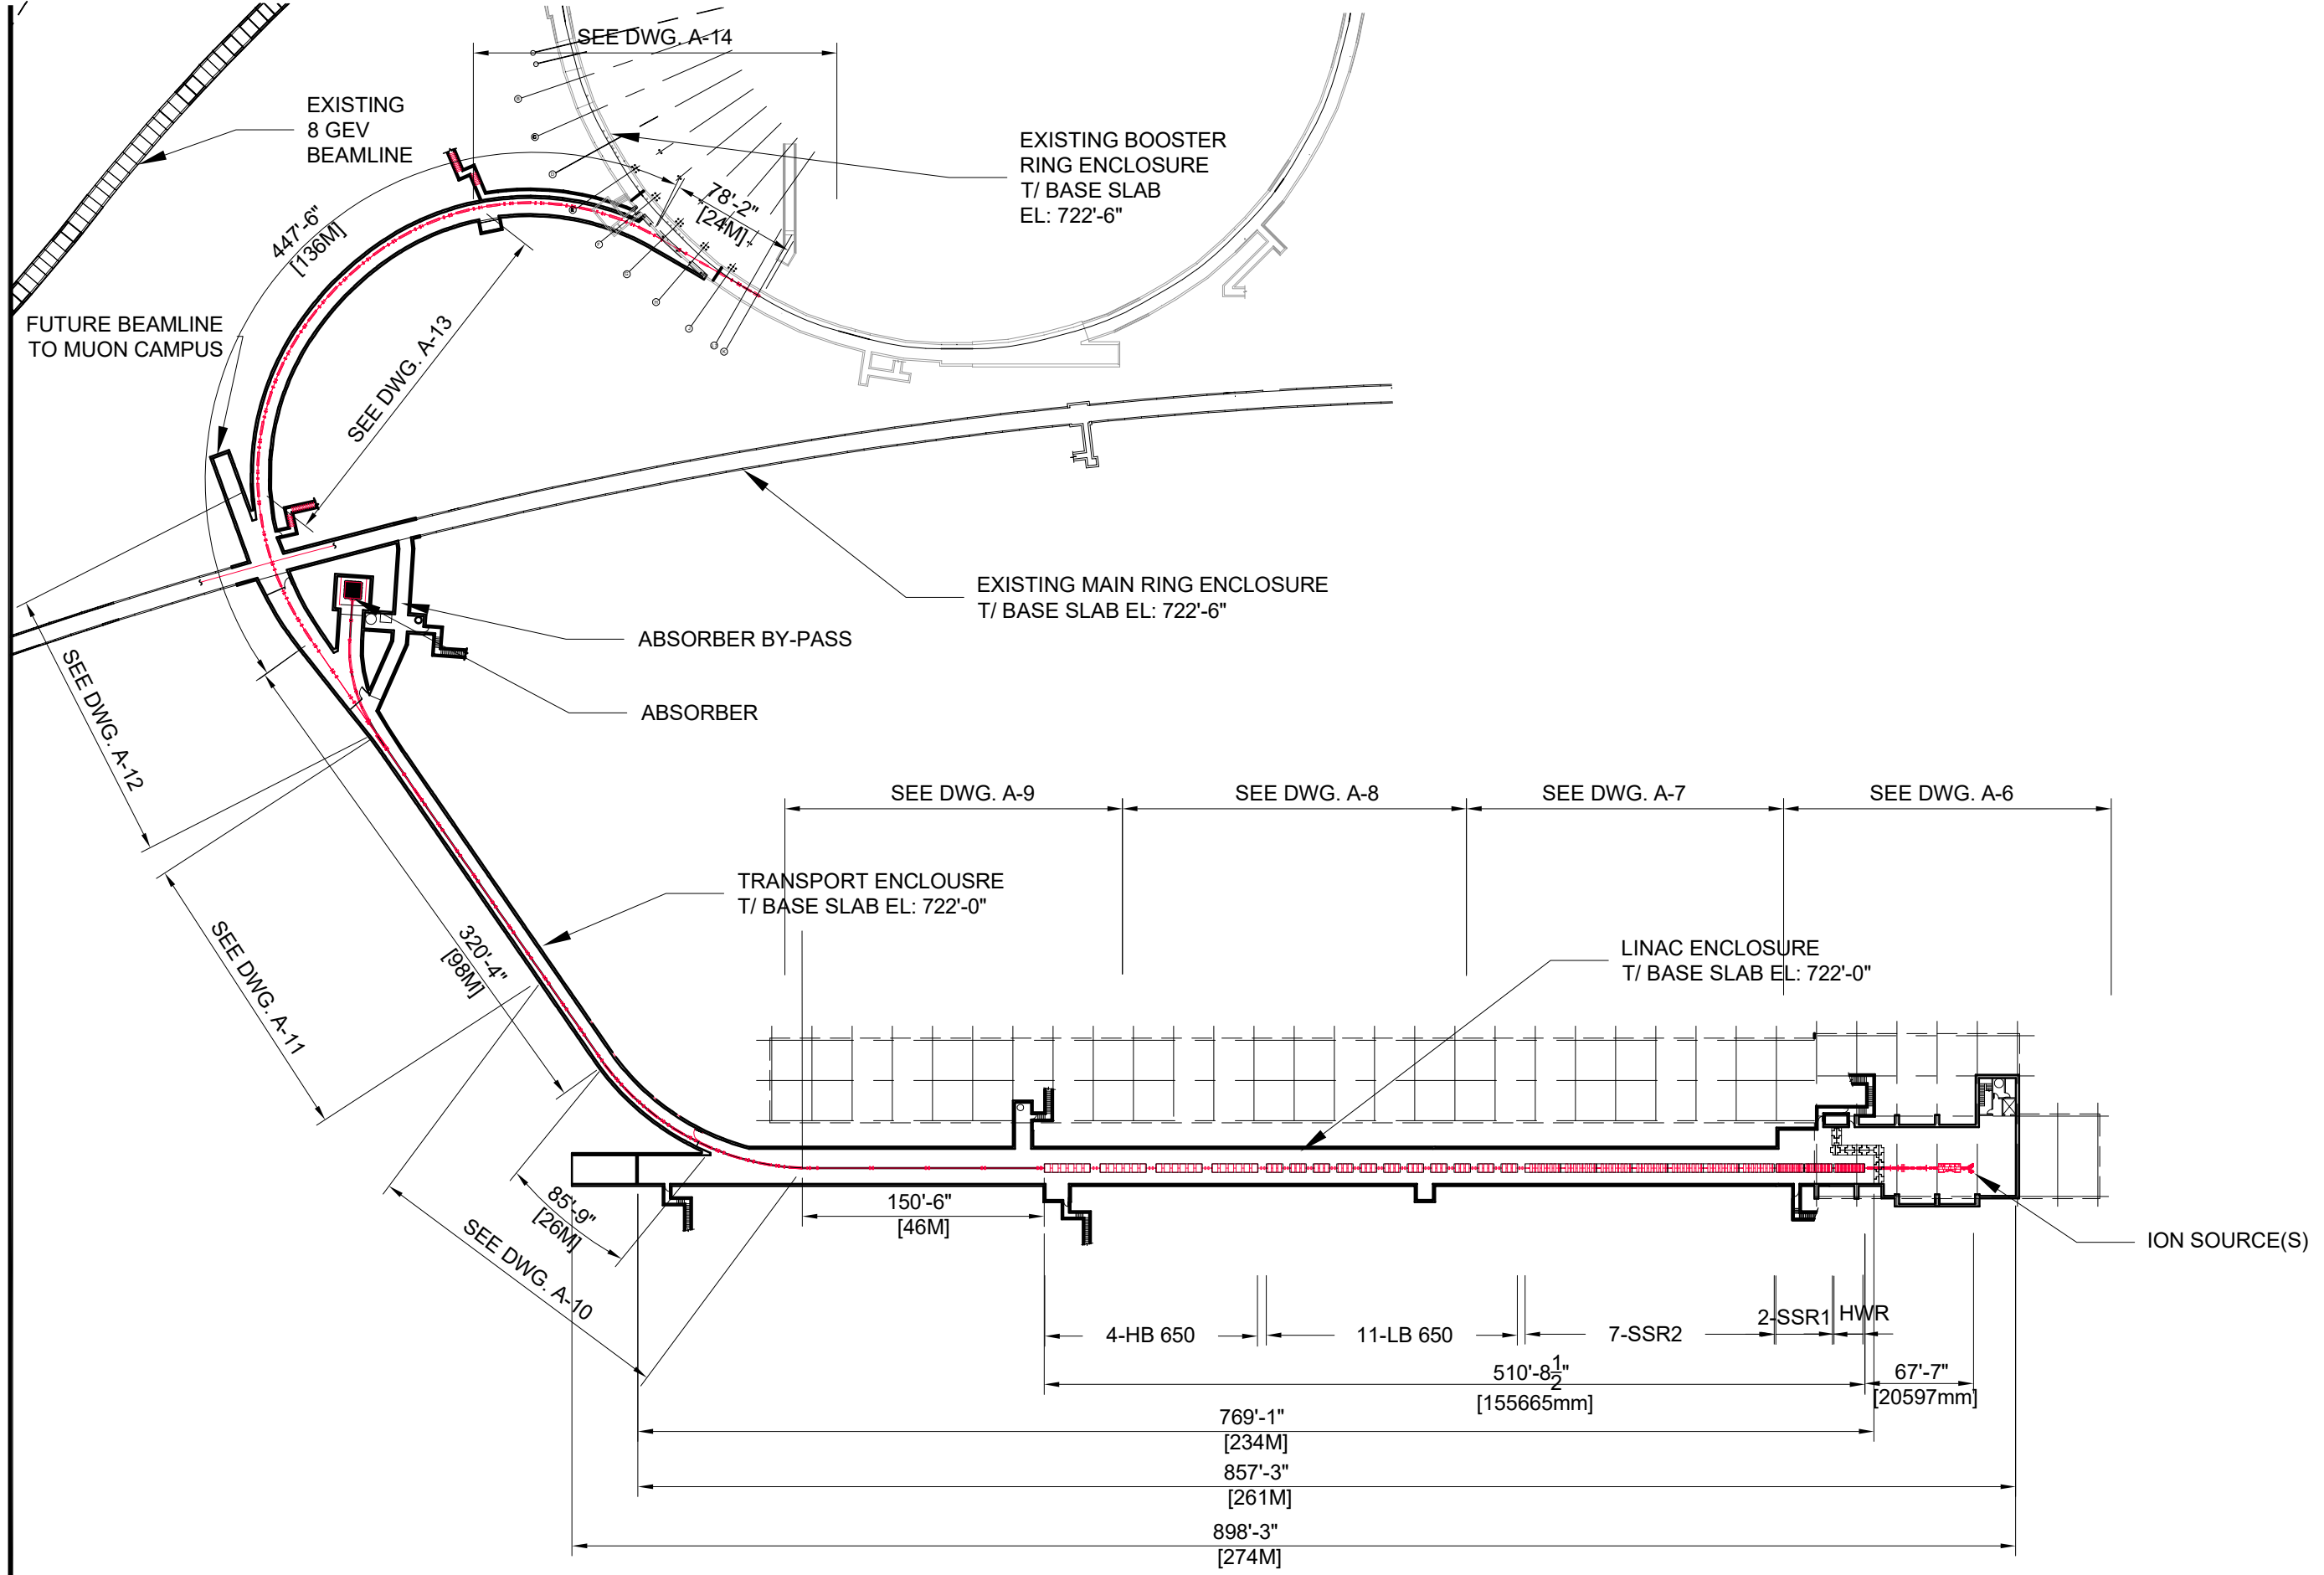 SEE DWG. A-14
EXISTING
8 GEV
BEAMLINE
EXISTING BOOSTER
RING ENCLOSURE
T/ BASE SLAB
EL: 722'-6"
78'-2"
[24M]
447'-6"
[136M]
FUTURE BEAMLINE
TO MUON CAMPUS
SEE DWG. A-13
EXISTING MAIN RING ENCLOSURE
T/ BASE SLAB EL: 722'-6"
ABSORBER BY-PASS
ABSORBER
SEE DWG. A-12
SEE DWG. A-9
SEE DWG. A-8
SEE DWG. A-7
SEE DWG. A-6
TRANSPORT ENCLOUSRE
T/ BASE SLAB EL: 722'-0"
LINAC ENCLOSURE
T/ BASE SLAB EL: 722'-0"
320'-4"
[98M]
SEE DWG. A-11
85'-9"
[26M]
SEE DWG. A-10
150'-6"
[46M]
ION SOURCE(S)
4-HB 650
11-LB 650
7-SSR2
2-SSR1
HWR
510'-8 1/2"
[155665mm]
67'-7"
[20597mm]
769'-1"
[234M]
857'-3"
[261M]
898'-3"
[274M]